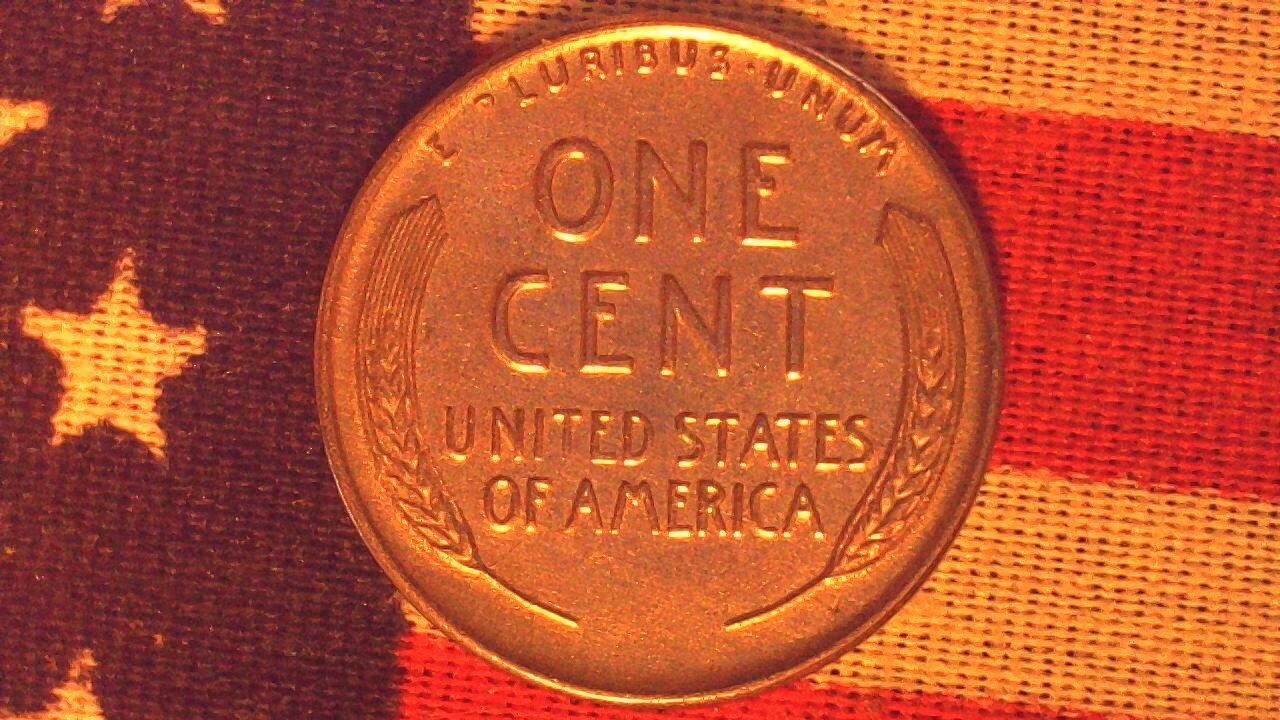 E PLURIBUS · UNUM
ONE
CENT
UNITED STATES
OF AMERICA